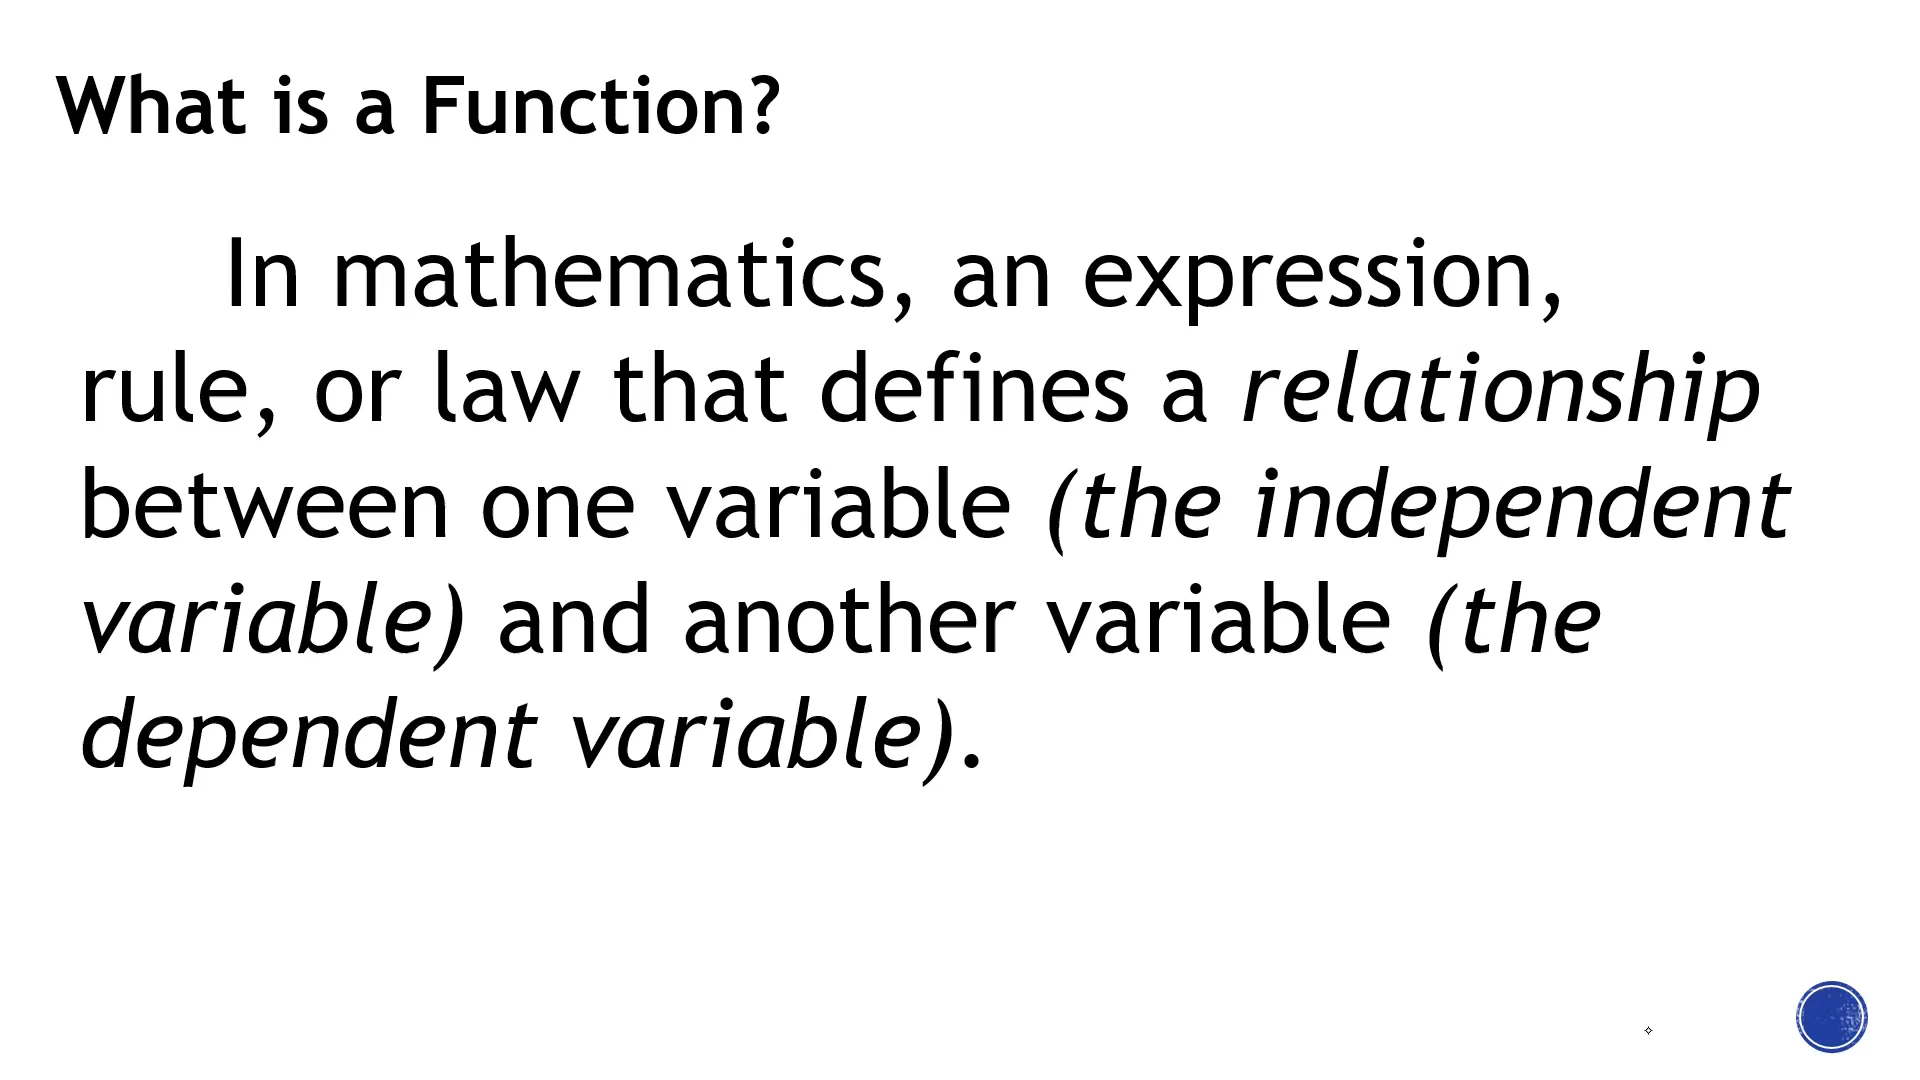 What is a Function?
In mathematics, an expression,
rule, or law that defines a relationship
between one variable (the independent
variable) and another variable (the
dependent variable).